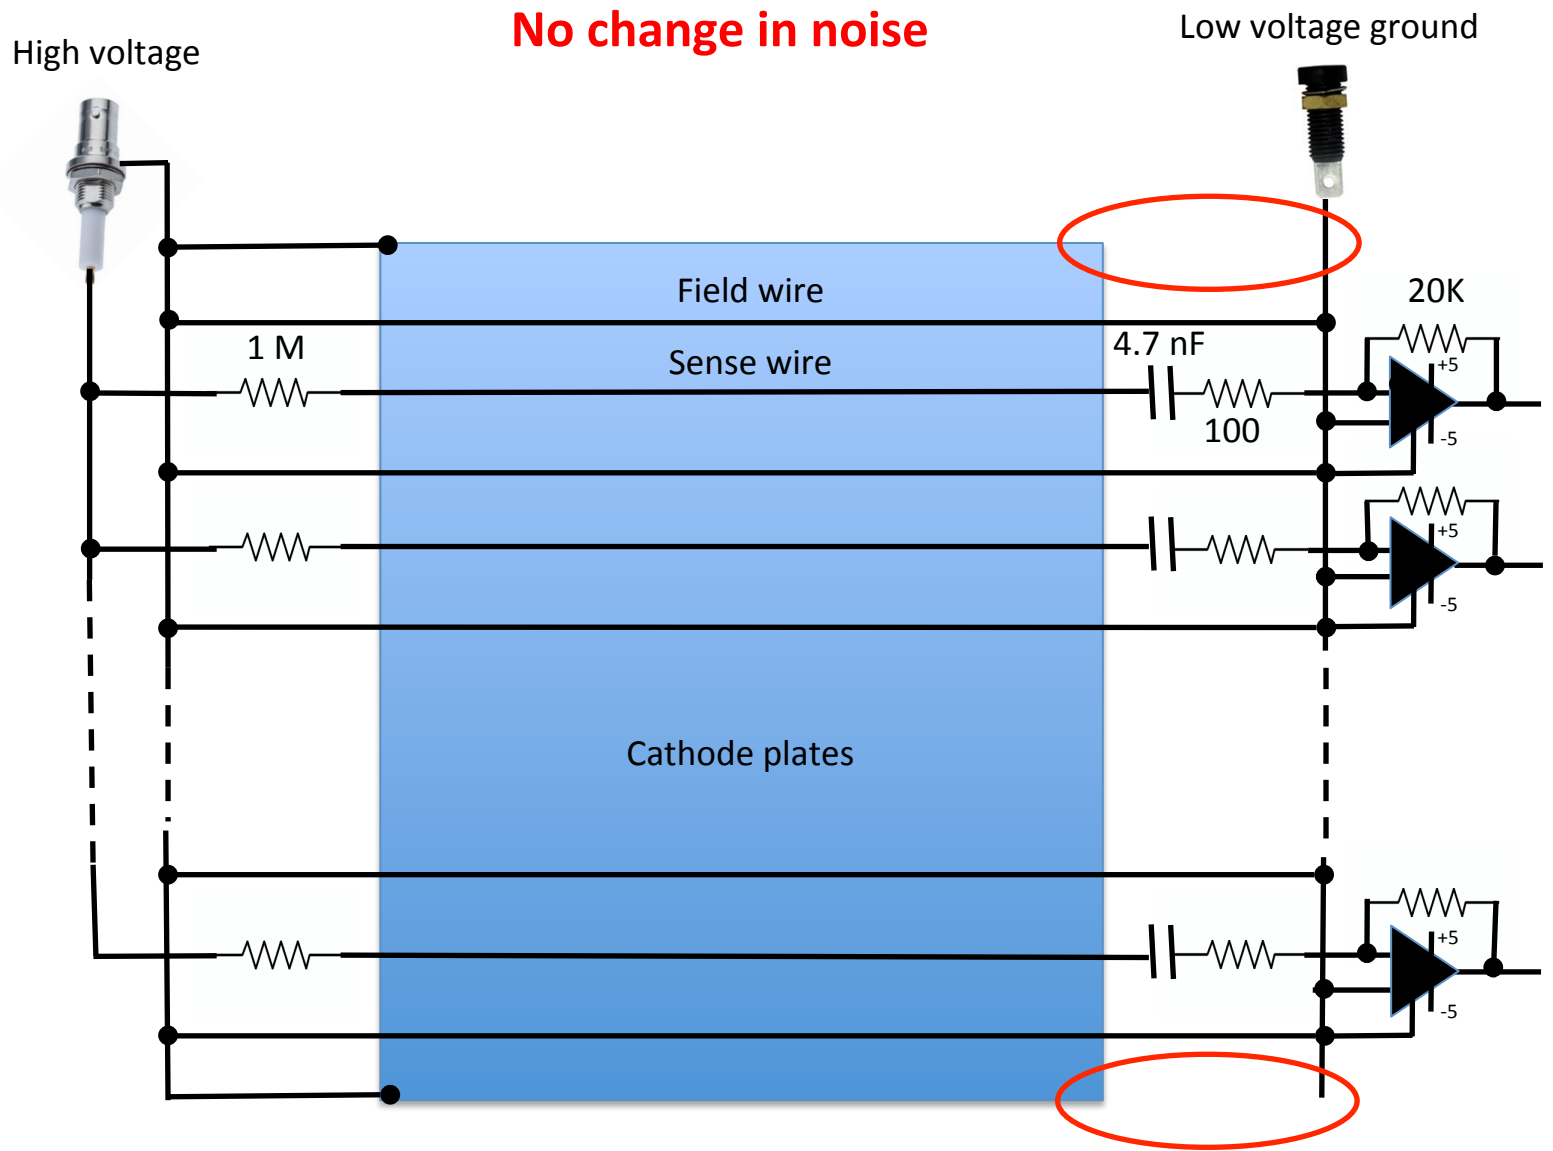 No change in noise
Low voltage ground
High voltage
Field wire
20K
1 M
4.7 nF
Sense wire
+5
100
-5
+5
-5
Cathode plates
+5
-5